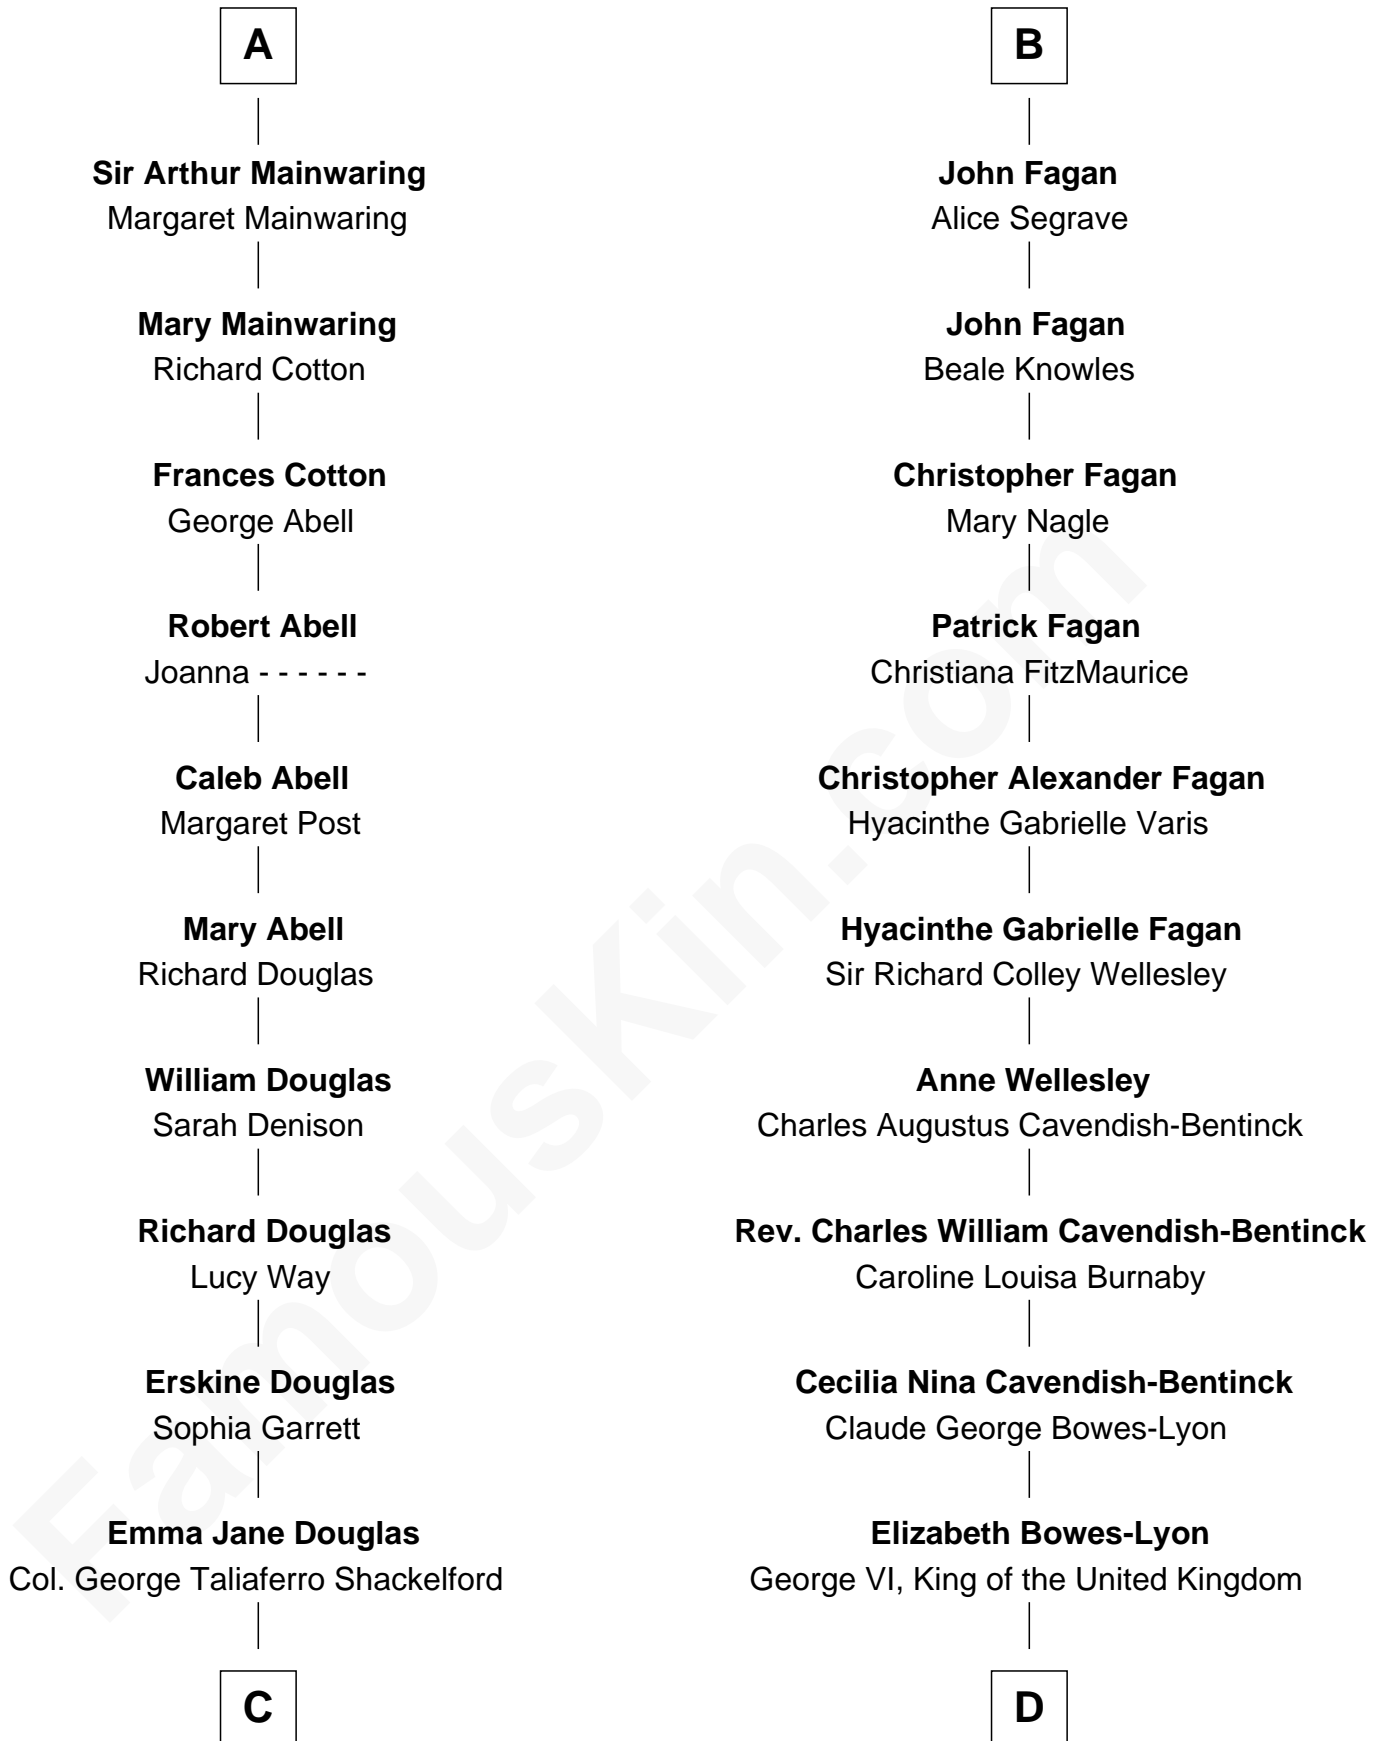 A
Sir Arthur Mainwaring
Margaret Mainwaring
Mary Mainwaring
Richard Cotton
Frances Cotton
George Abell
Robert Abell
Joanna - - - - - -
Caleb Abell
Margaret Post
Mary Abell
Richard Douglas
William Douglas
Sarah Denison
Richard Douglas
Lucy Way
Erskine Douglas
Sophia Garrett
Emma Jane Douglas
Col. George Taliaferro Shackelford
C
B
John Fagan
Alice Segrave
John Fagan
Beale Knowles
Christopher Fagan
Mary Nagle
Patrick Fagan
Christiana FitzMaurice
Christopher Alexander Fagan
Hyacinthe Gabrielle Varis
Hyacinthe Gabrielle Fagan
Sir Richard Colley Wellesley
Anne Wellesley
Charles Augustus Cavendish-Bentinck
Rev. Charles William Cavendish-Bentinck
Caroline Louisa Burnaby
Cecilia Nina Cavendish-Bentinck
Claude George Bowes-Lyon
Elizabeth Bowes-Lyon
George VI, King of the United Kingdom
D
FamousKin.com